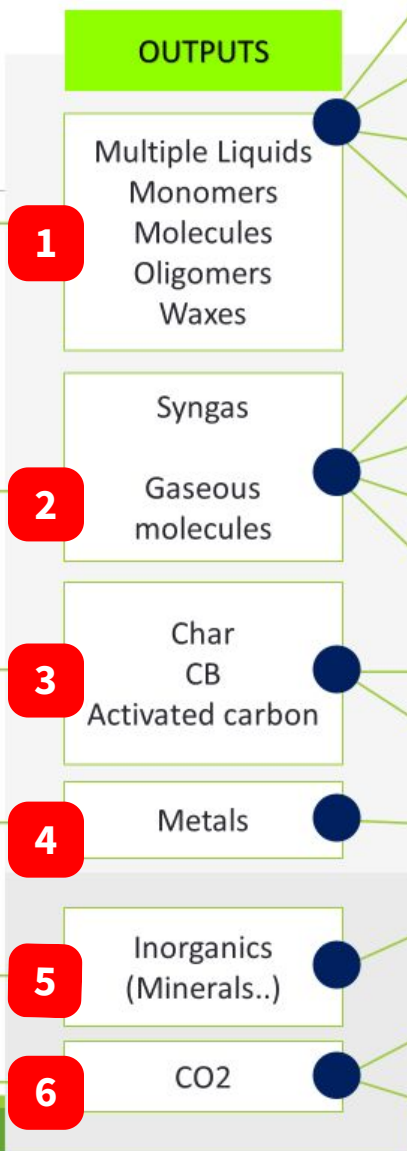 OUTPUTS
1
Multiple Liquids
Monomers
Molecules
Oligomers
Waxes
2
Syngas
Gaseous
molecules
3
Char
CB
Activated carbon
4
Metals
5
Inorganics
(Minerals..)
6
CO2